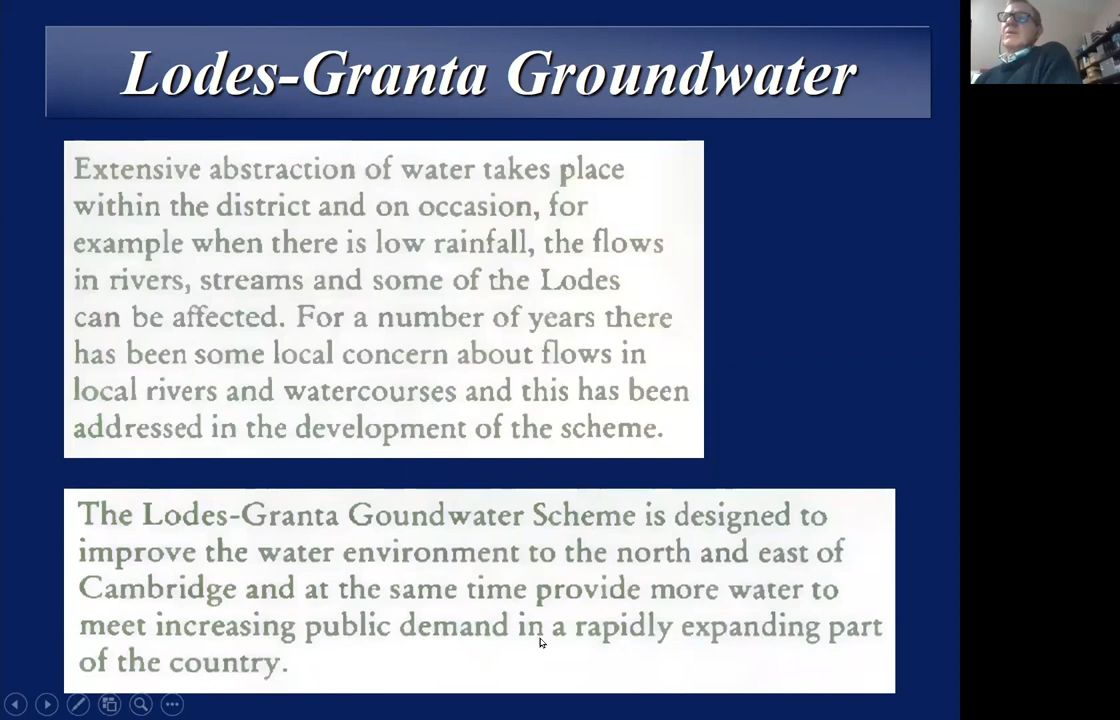 Lodes-Granta Groundwater
Extensive abstraction of water takes place
within the district and on occasion, for
example when there is low rainfall, the flows
in rivers, streams and some of the Lodes
can be affected. For a number of years there
has been some local concern about flows in
local rivers and watercourses and this has been
addressed in the development of the scheme.
The Lodes-Granta Goundwater Scheme is designed to
improve the water environment to the north and east of
Cambridge and at the same time provide more water to
meet increasing public demand in a rapidly expanding part
of the country.